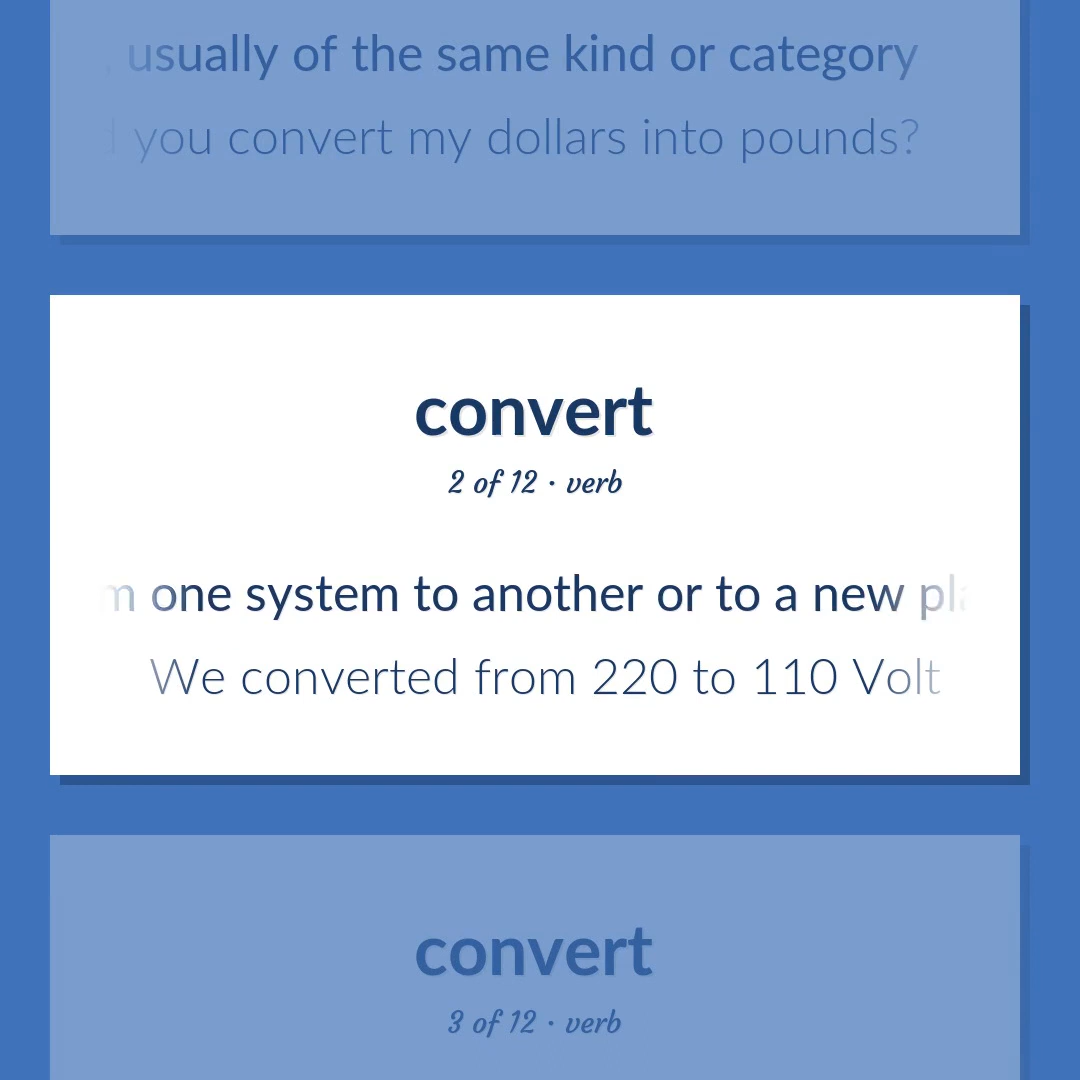 usually of the same kind or category
you convert my dollars into pounds?
convert
2 of 12 · verb
one system to another or to a new
We converted from 220 to 110 Volt
convert
3 of 12 · verb